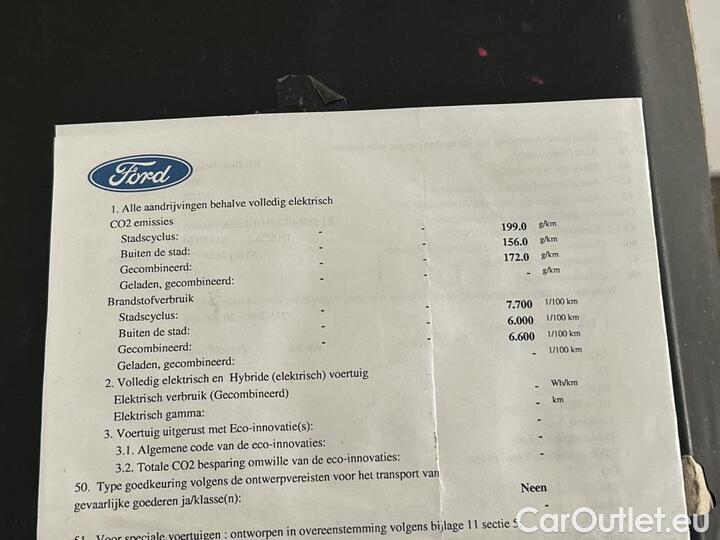 Ford
1. Alle aandrijvingen behalve volledig elektrisch
CO2 emissies
Stadscyclus: - - 199.0 g/km
Buiten de stad: - - 156.0 g/km
Gecombineerd: - - 172.0 g/km
Geladen, gecombineerd: - g/km
Brandstofverbruik
Stadscyclus: - - 7.700 1/100 km
Buiten de stad: - - 6.000 1/100 km
Gecombineerd: - - 6.600 1/100 km
Geladen, gecombineerd: - 1/100 km
2. Volledig elektrisch en Hybride (elektrisch) voertuig
Elektrisch verbruik (Gecombineerd) - Wh/km
Elektrisch gamma: - km
3. Voertuig uitgerust met Eco-innovatie(s): -
3.1. Algemene code van de eco-innovaties: -
3.2. Totale CO2 besparing omwille van de eco-innovaties: -
50. Type goedkeuring volgens de ontwerpvereisten voor het transport van
gevaarlijke goederen ja/klasse(n): Neen
-
51. Voor speciale voertuigen : ontworpen in overeenstemming volgens bijlage 11 sectie 5
CarOutlet.eu